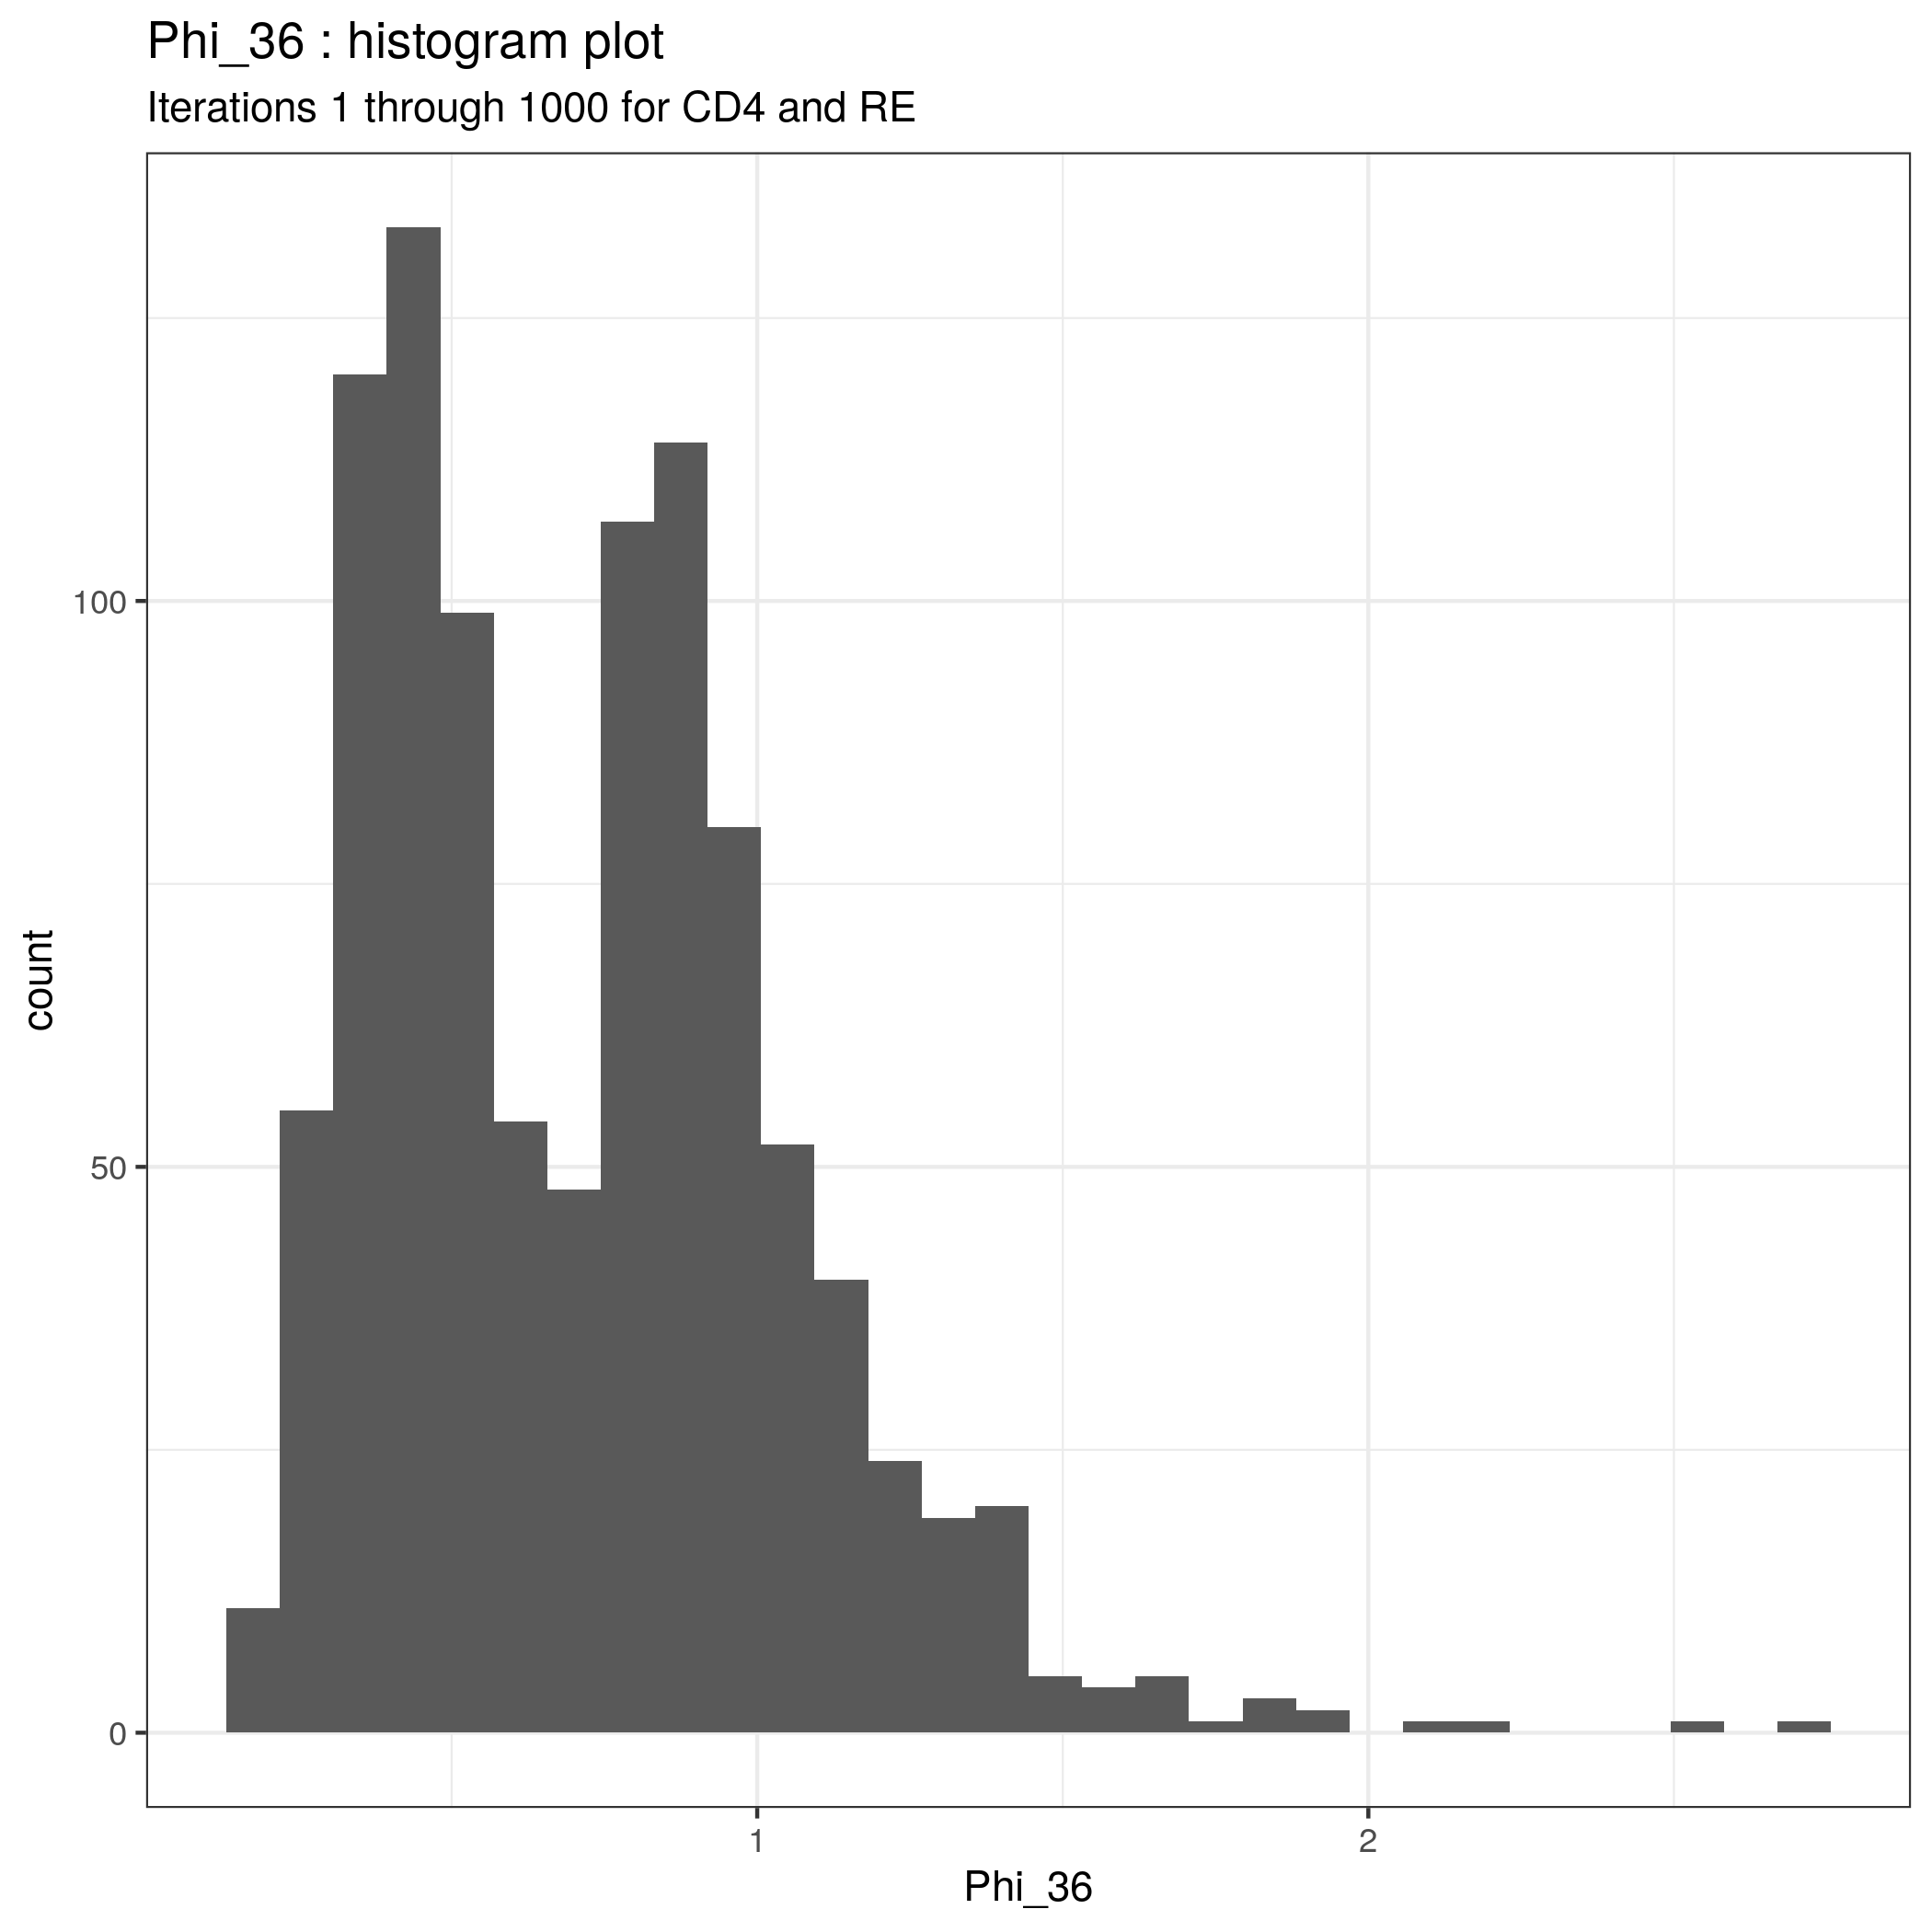 Phi_36 : histogram plot
Iterations 1 through 1000 for CD4 and RE
count
100
50
0
1
2
Phi_36